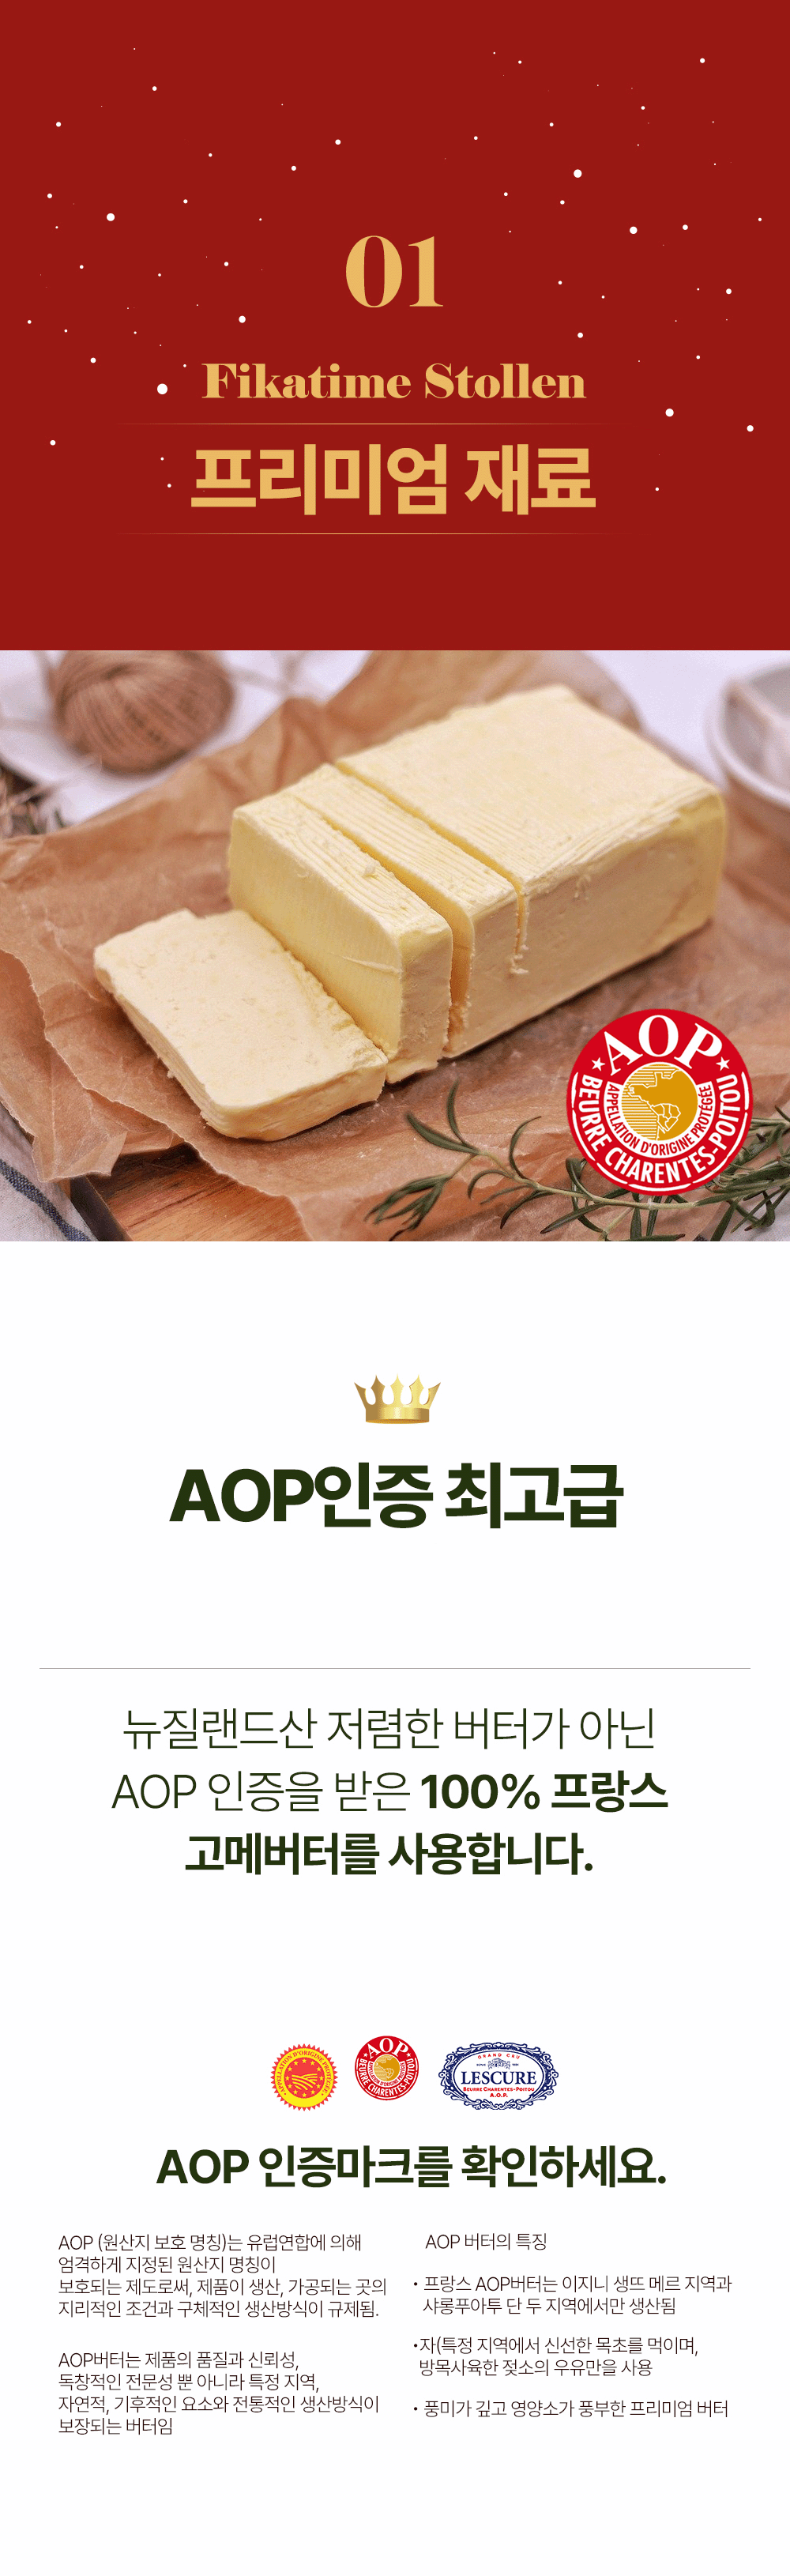 01
Fikatime Stollen
프리미엄 재료
AOP
APPELLATION D'ORIGINE PROTÉGÉE
BEURRE CHARENTES-POITOU
AOP인증 최고급
뉴질랜드산 저렴한 버터가 아닌
AOP 인증을 받은 100% 프랑스
고메버터를 사용합니다.
APPELLATION D'ORIGINE PROTÉGÉE
AOP
BEURRE CHARENTES-POITOU
GRAND CRU
LESCURE
BEURRE CHARENTES-POITOU
A.O.P.
AOP 인증마크를 확인하세요.
AOP (원산지 보호 명칭)는 유럽연합에 의해
엄격하게 지정된 원산지 명칭이
보호되는 제도로써, 제품이 생산, 가공되는 곳의
지리적인 조건과 구체적인 생산방식이 규제됨.
AOP버터는 제품의 품질과 신뢰성,
독창적인 전문성 뿐 아니라 특정 지역,
자연적, 기후적인 요소와 전통적인 생산방식이
보장되는 버터임
AOP 버터의 특징
• 프랑스 AOP버터는 이지니 생뜨 메르 지역과
샤롱푸아투 단 두 지역에서만 생산됨
•자(특정 지역에서 신선한 목초를 먹이며,
방목사육한 젖소의 우유만을 사용
• 풍미가 깊고 영양소가 풍부한 프리미엄 버터